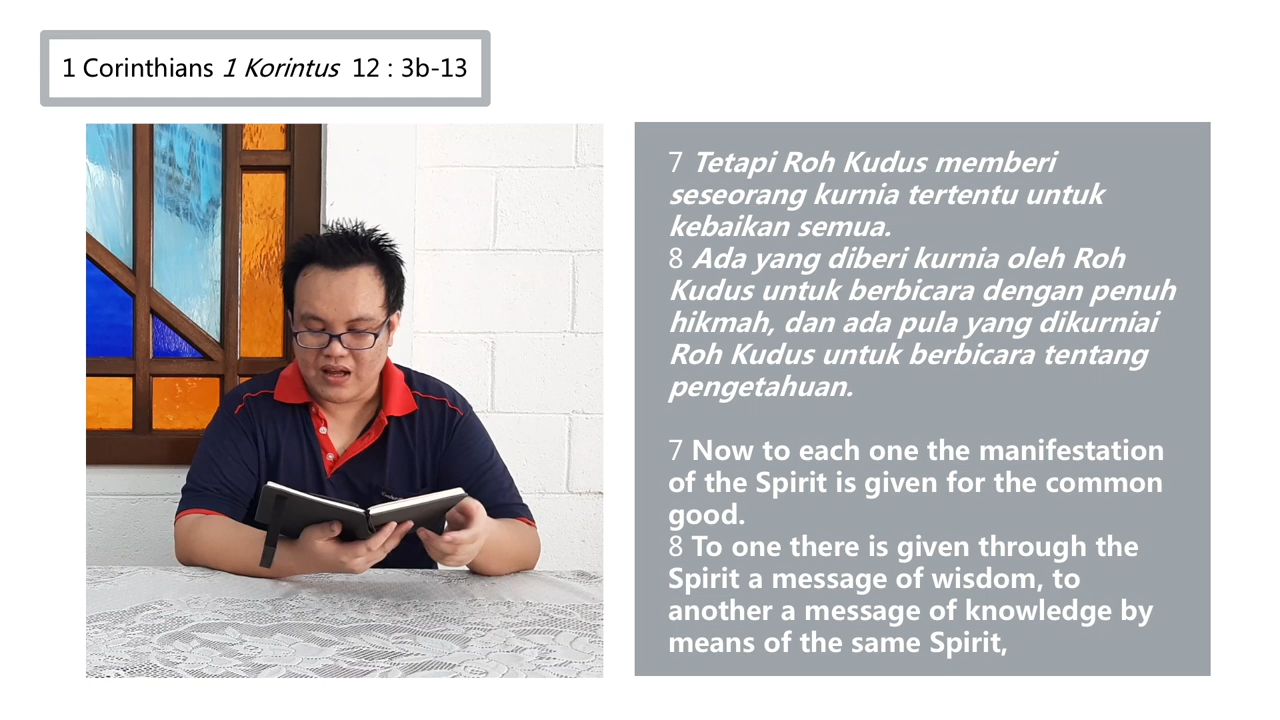 1 Corinthians 1 Korintus 12 : 3b-13
7 Tetapi Roh Kudus memberi
seseorang kurnia tertentu untuk
kebaikan semua.
8 Ada yang diberi kurnia oleh Roh
Kudus untuk berbicara dengan penuh
hikmah, dan ada pula yang dikurniai
Roh Kudus untuk berbicara tentang
pengetahuan.
7 Now to each one the manifestation
of the Spirit is given for the common
good.
8 To one there is given through the
Spirit a message of wisdom, to
another a message of knowledge by
means of the same Spirit,